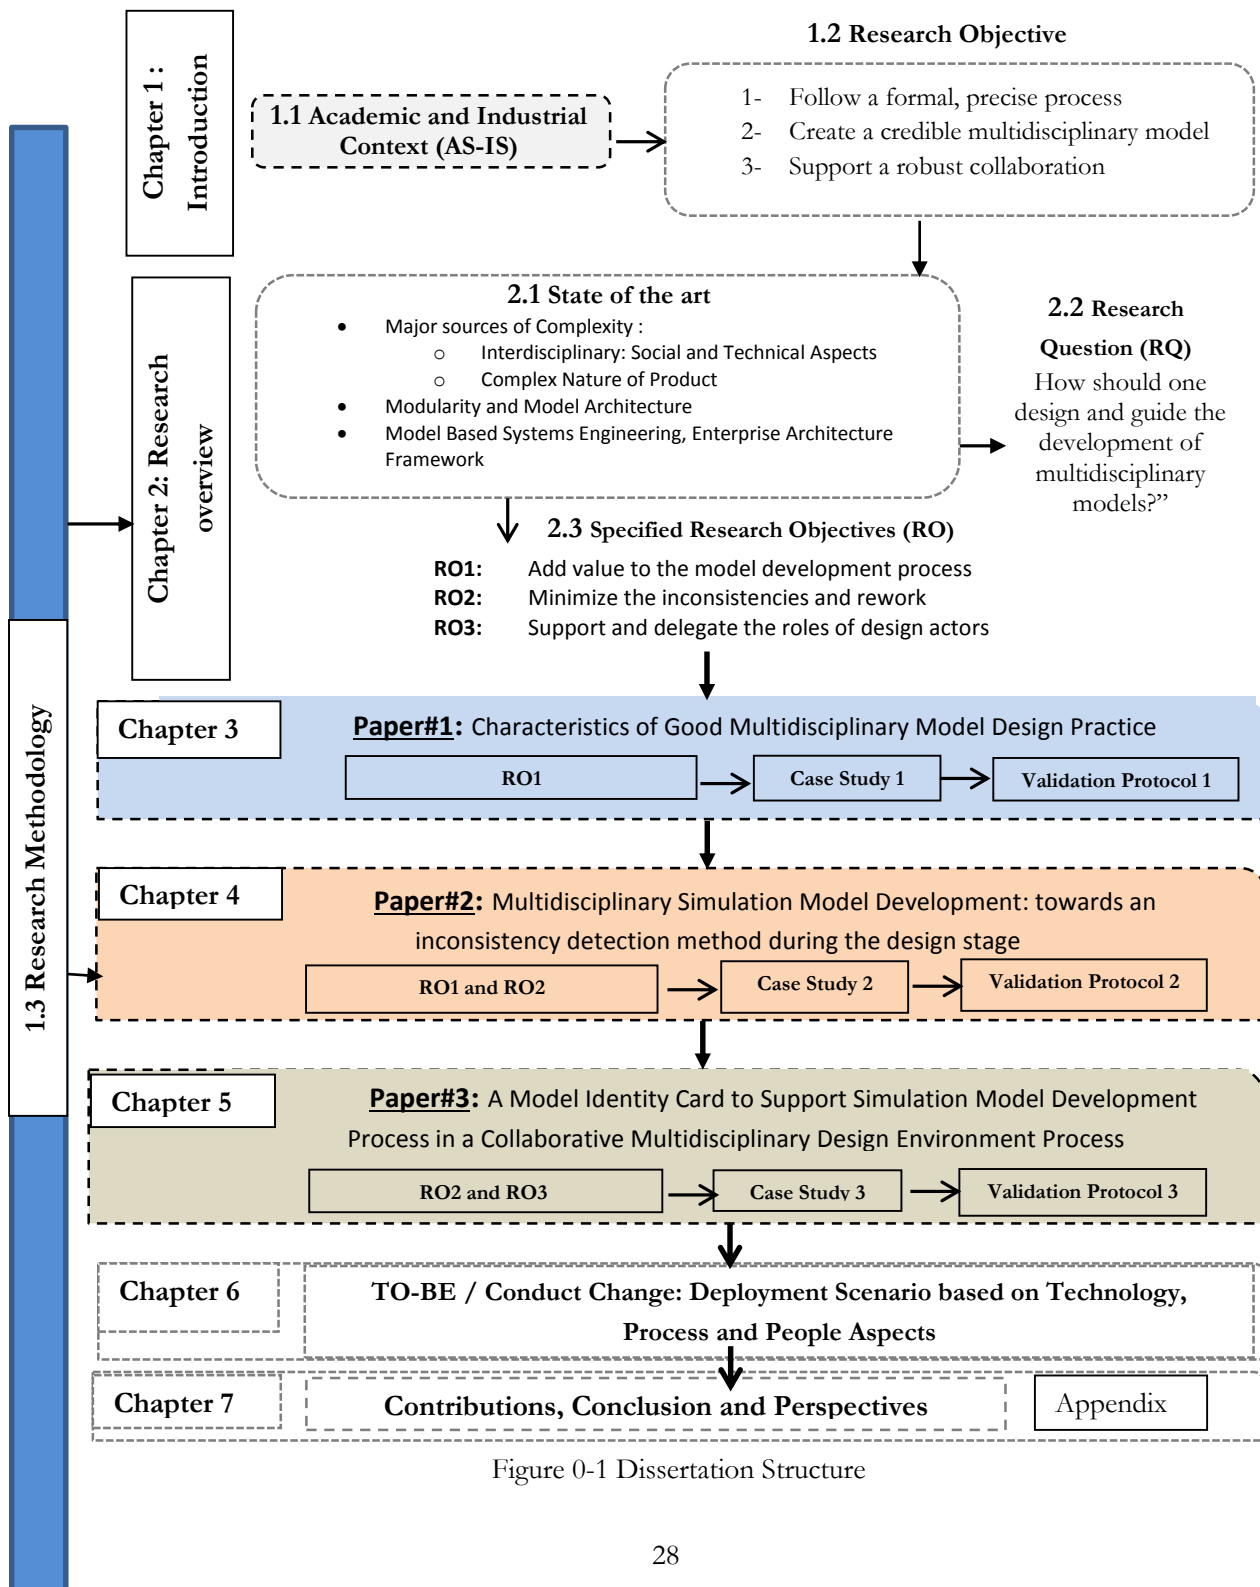 Chapter 1 :
Introduction
1.1 Academic and Industrial
Context (AS-IS)
1.2 Research Objective
1- Follow a formal, precise process
2- Create a credible multidisciplinary model
3- Support a robust collaboration
Chapter 2: Research
overview
2.1 State of the art
• Major sources of Complexity :
o Interdisciplinary: Social and Technical Aspects
o Complex Nature of Product
• Modularity and Model Architecture
• Model Based Systems Engineering, Enterprise Architecture
Framework
2.2 Research
Question (RQ)
How should one
design and guide the
development of
multidisciplinary
models?”
2.3 Specified Research Objectives (RO)
RO1: Add value to the model development process
RO2: Minimize the inconsistencies and rework
RO3: Support and delegate the roles of design actors
1.3 Research Methodology
Chapter 3
Paper#1: Characteristics of Good Multidisciplinary Model Design Practice
RO1
Case Study 1
Validation Protocol 1
Chapter 4
Paper#2: Multidisciplinary Simulation Model Development: towards an
inconsistency detection method during the design stage
RO1 and RO2
Case Study 2
Validation Protocol 2
Chapter 5
Paper#3: A Model Identity Card to Support Simulation Model Development
Process in a Collaborative Multidisciplinary Design Environment Process
RO2 and RO3
Case Study 3
Validation Protocol 3
Chapter 6
TO-BE / Conduct Change: Deployment Scenario based on Technology,
Process and People Aspects
Chapter 7
Contributions, Conclusion and Perspectives
Appendix
Figure 0-1 Dissertation Structure
28